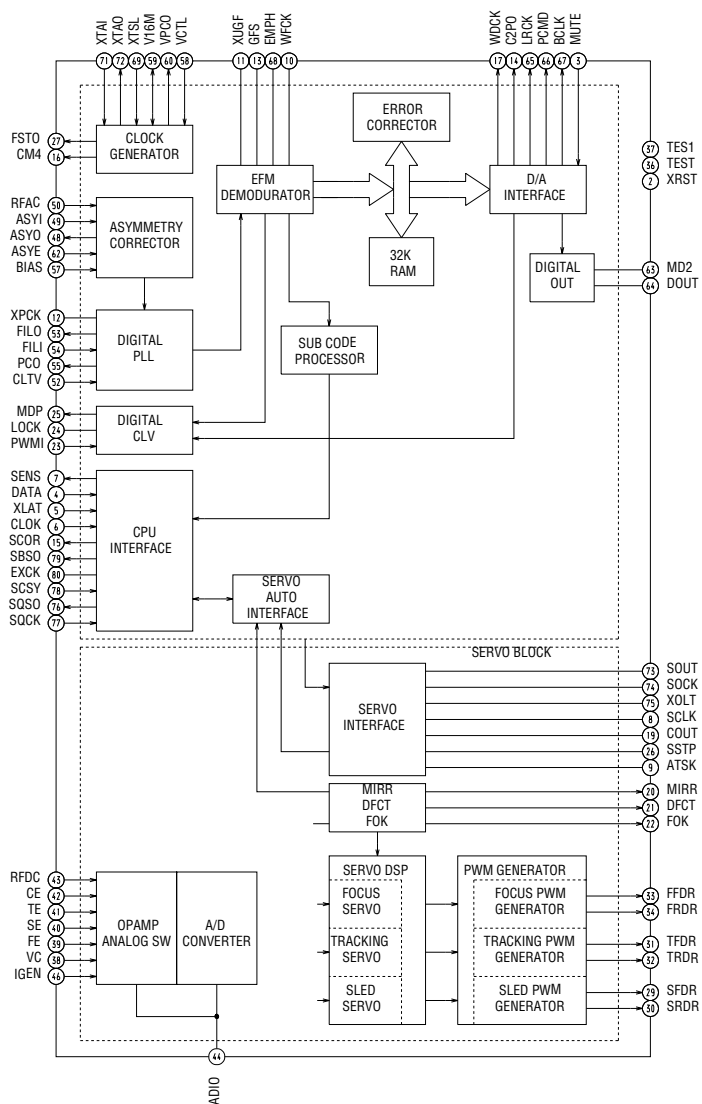 XTAI XTAO XTSL V16M VPCO VCTL XUGF GFS EMPH WFCK WDCK C2PO LRCK PCMD BCLK MUTE
71 72 69 59 60 58 11 13 68 10 17 14 65 66 67 3
FSTO 27
CM4 16
CLOCK
GENERATOR
ERROR
CORRECTOR
37 TES1
36 TEST
2 XRST
RFAC 50
ASYI 49
ASYO 48
ASYE 62
BIAS 57
ASYMMETRY
CORRECTOR
EFM
DEMODURATOR
D/A
INTERFACE
32K
RAM
DIGITAL
OUT
63 MD2
64 DOUT
XPCK 12
FILO 53
FILI 54
PCO 55
CLTV 52
DIGITAL
PLL
SUB CODE
PROCESSOR
MDP 25
LOCK 24
PWMI 23
DIGITAL
CLV
SENS 7
DATA 4
XLAT 5
CLOK 6
SCOR 15
SBSO 79
EXCK 80
SCSY 78
SQSO 76
SQCK 77
CPU
INTERFACE
SERVO
AUTO
INTERFACE
SERVO BLOCK
SERVO
INTERFACE
73 SOUT
74 SOCK
75 XOLT
8 SCLK
19 COUT
26 SSTP
9 ATSK
MIRR
DFCT
FOK
20 MIRR
21 DFCT
22 FOK
RFDC 43
CE 42
TE 41
SE 40
FE 39
VC 38
IGEN 46
OPAMP
ANALOG SW
A/D
CONVERTER
SERVO DSP
FOCUS
SERVO
TRACKING
SERVO
SLED
SERVO
PWM GENERATOR
FOCUS PWM
GENERATOR
TRACKING PWM
GENERATOR
SLED PWM
GENERATOR
33 FFDR
34 FRDR
31 TFDR
32 TRDR
29 SFDR
30 SRDR
44
ADIO